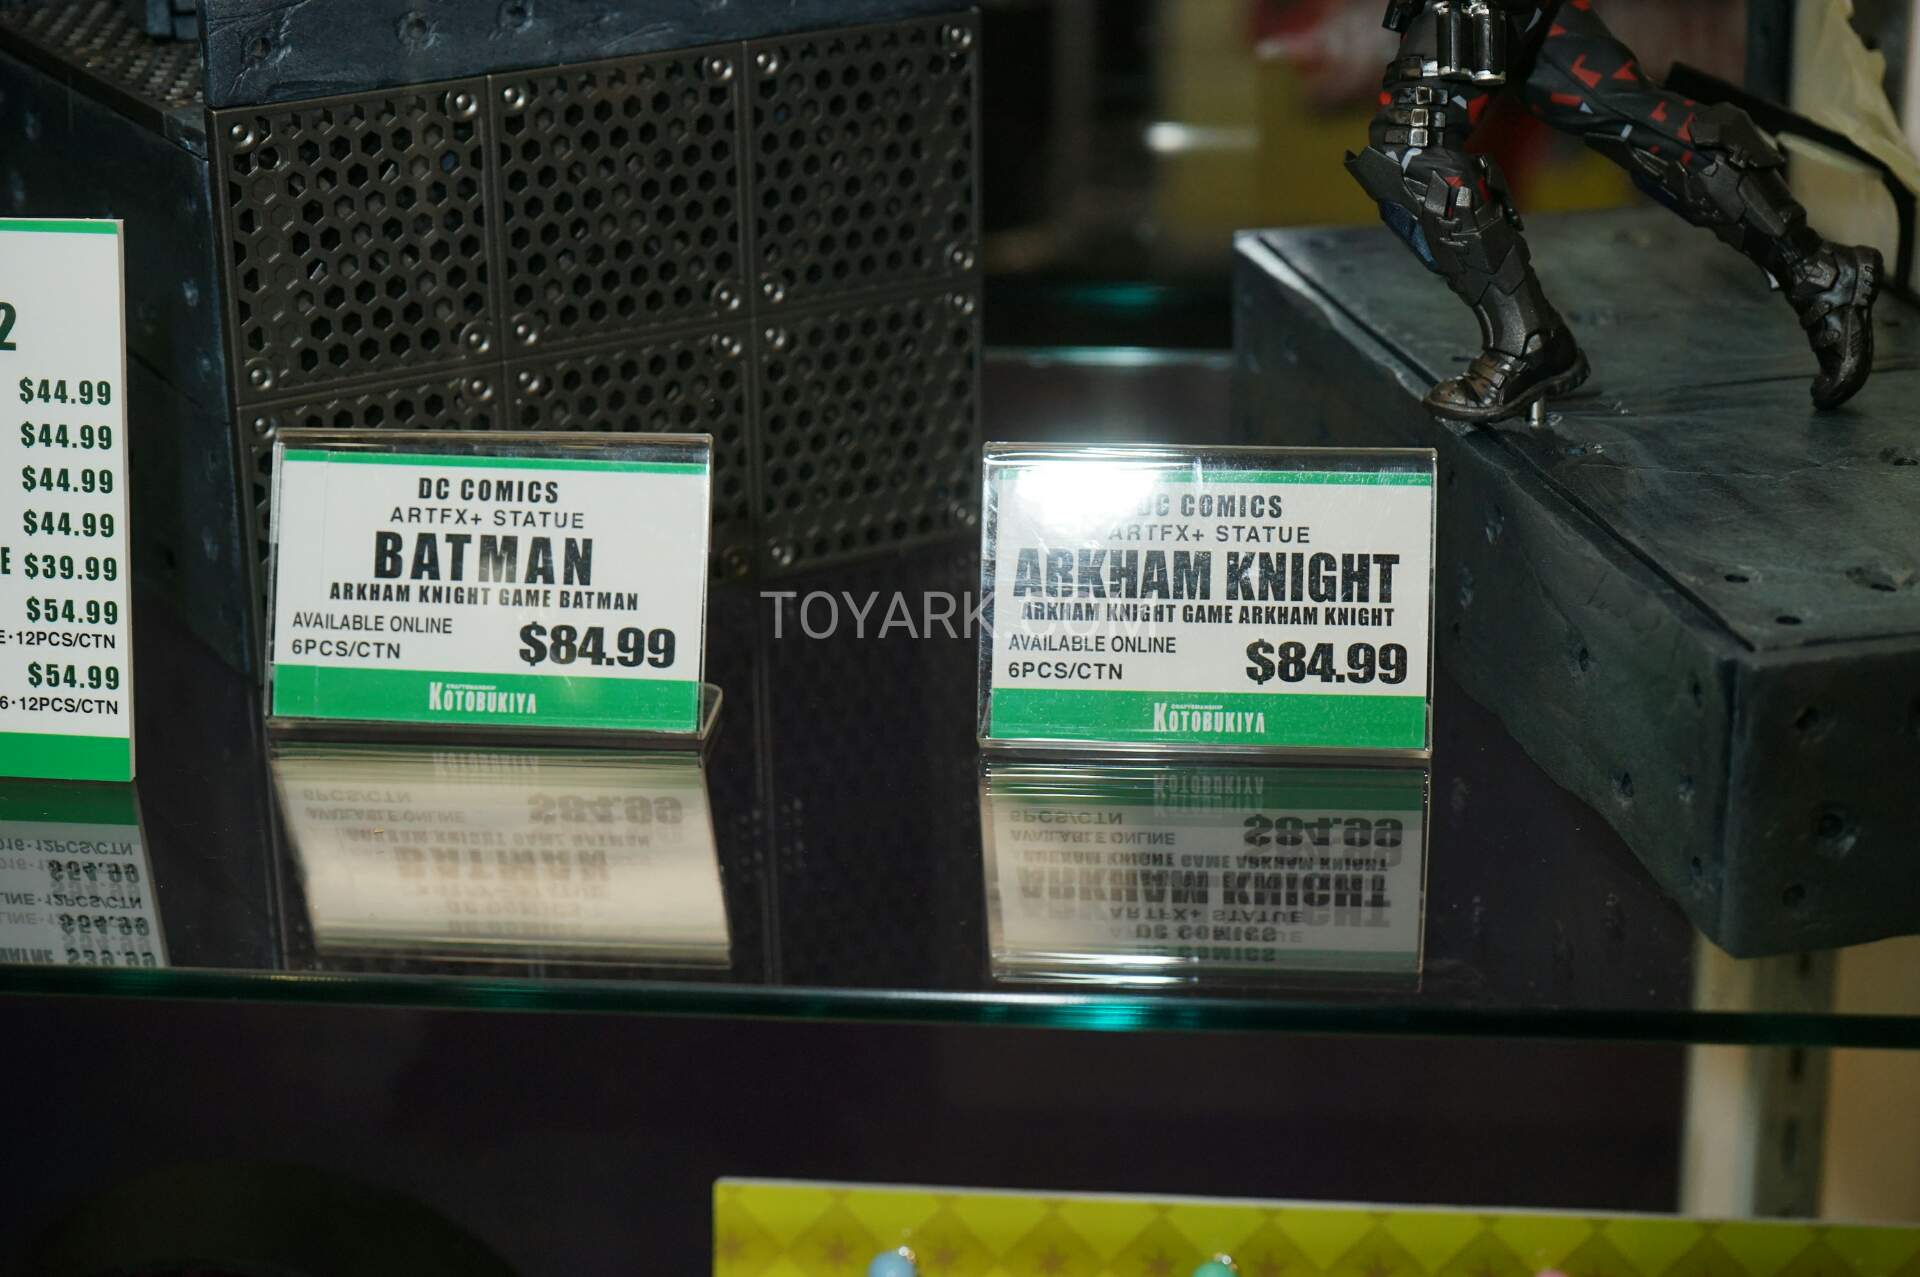 2
$44.99
$44.99
$44.99
$44.99
E $39.99
$54.99
E·12PCS/CTN
$54.99
6·12PCS/CTN
DC COMICS
ARTFX+ STATUE
BATMAN
ARKHAM KNIGHT GAME BATMAN
AVAILABLE ONLINE
6PCS/CTN
$84.99
CRAFTSMANSHIP
KOTOBUKIYA
DC COMICS
ARTFX+ STATUE
ARKHAM KNIGHT
ARKHAM KNIGHT GAME ARKHAM KNIGHT
AVAILABLE ONLINE
6PCS/CTN
$84.99
CRAFTSMANSHIP
KOTOBUKIYA
TOYARK.COM